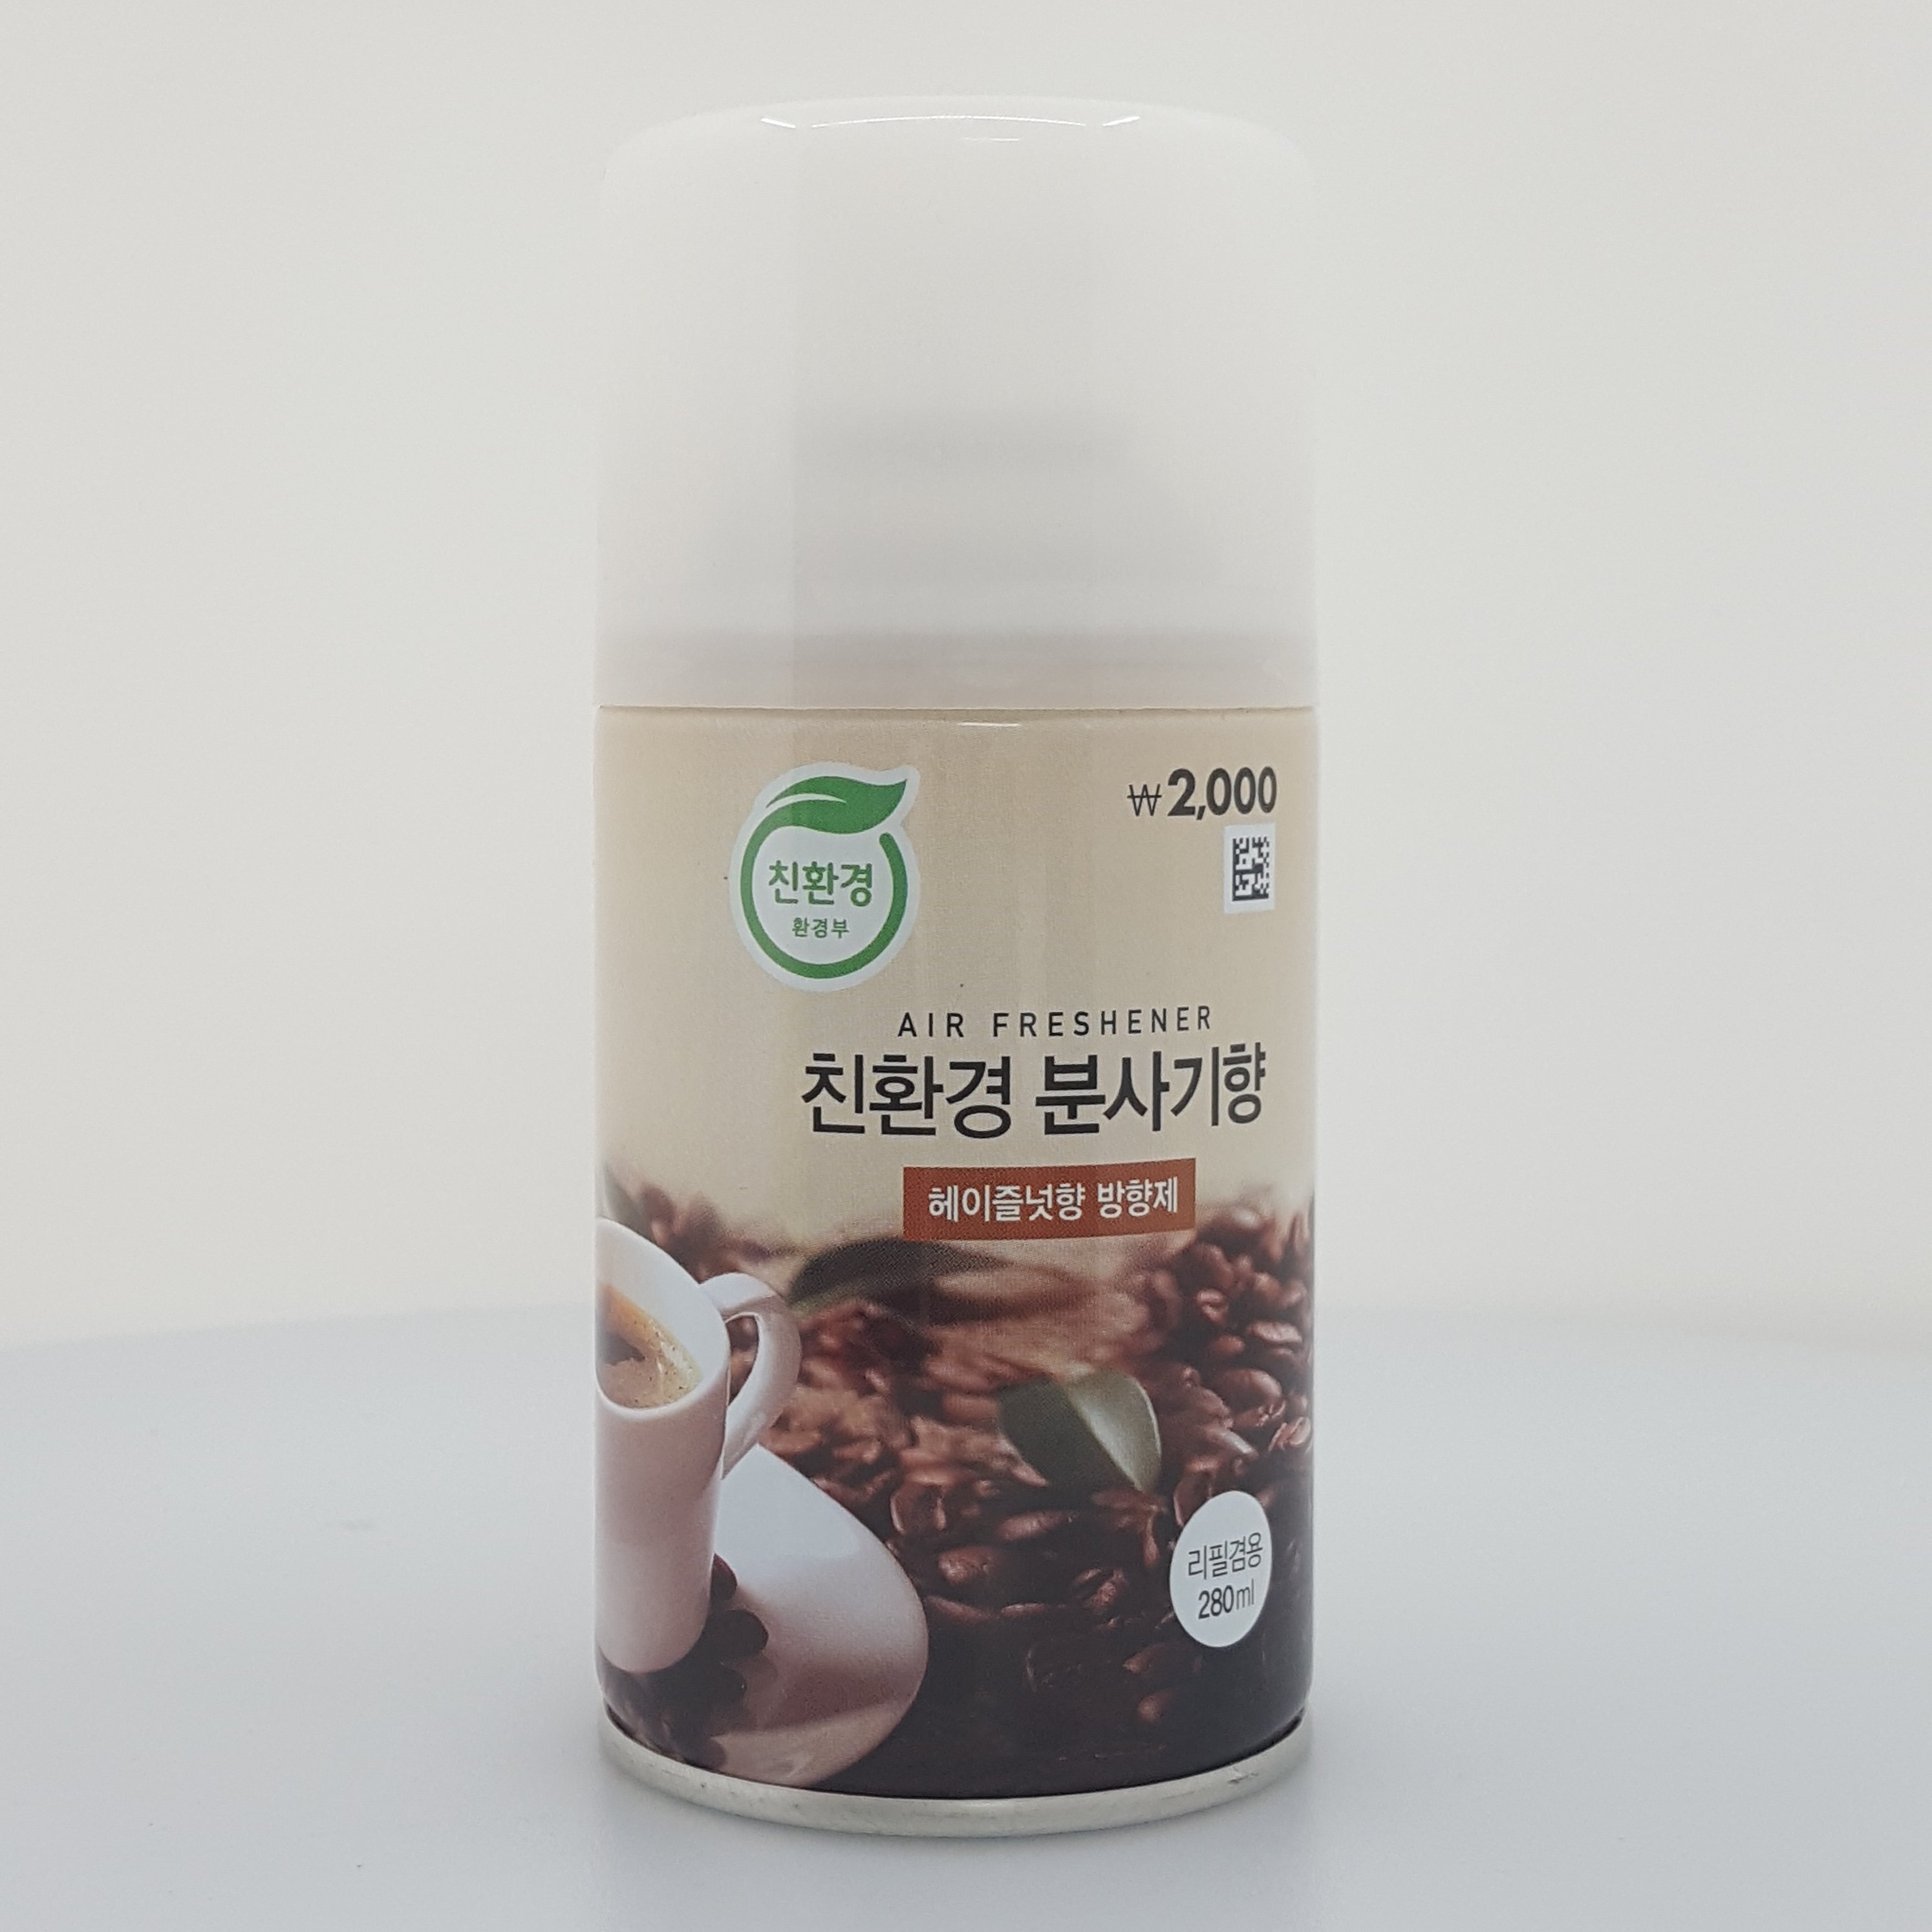 ₩2,000
친환경
환경부
AIR FRESHENER
친환경 분사기향
헤이즐넛향 방향제
리필겸용
280ml